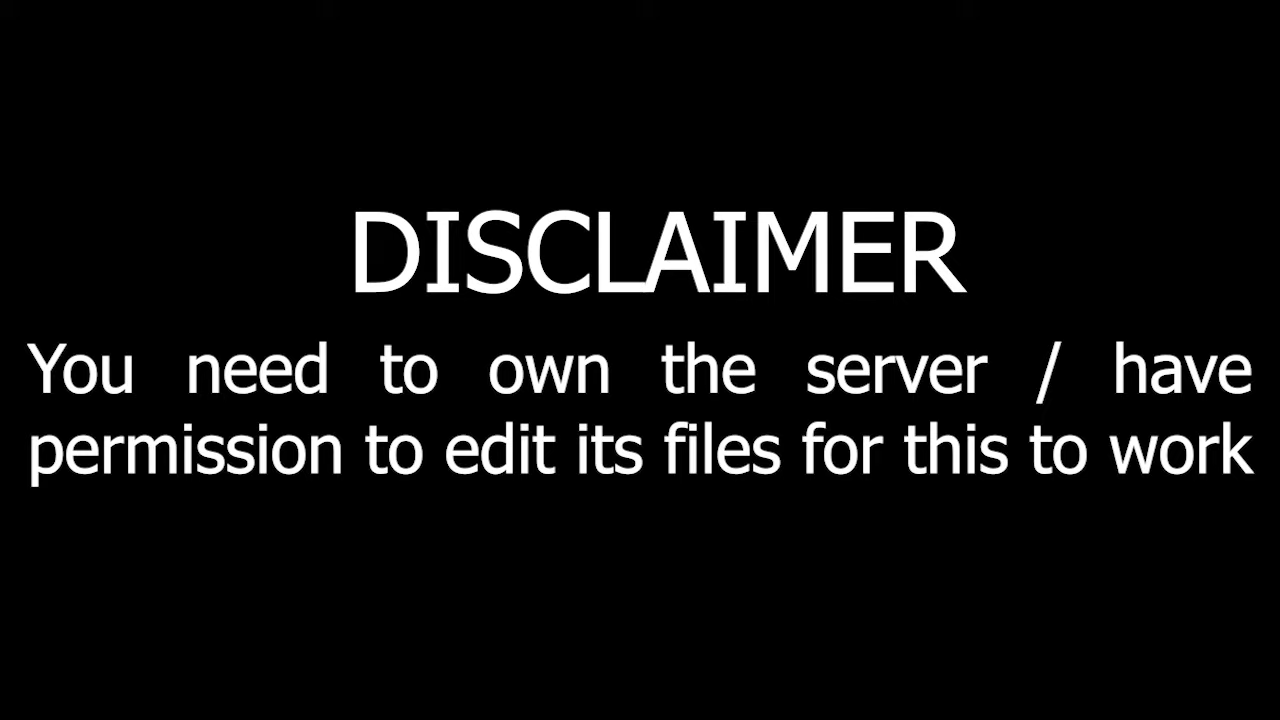 DISCLAIMER
You need to own the server / have
permission to edit its files for this to work